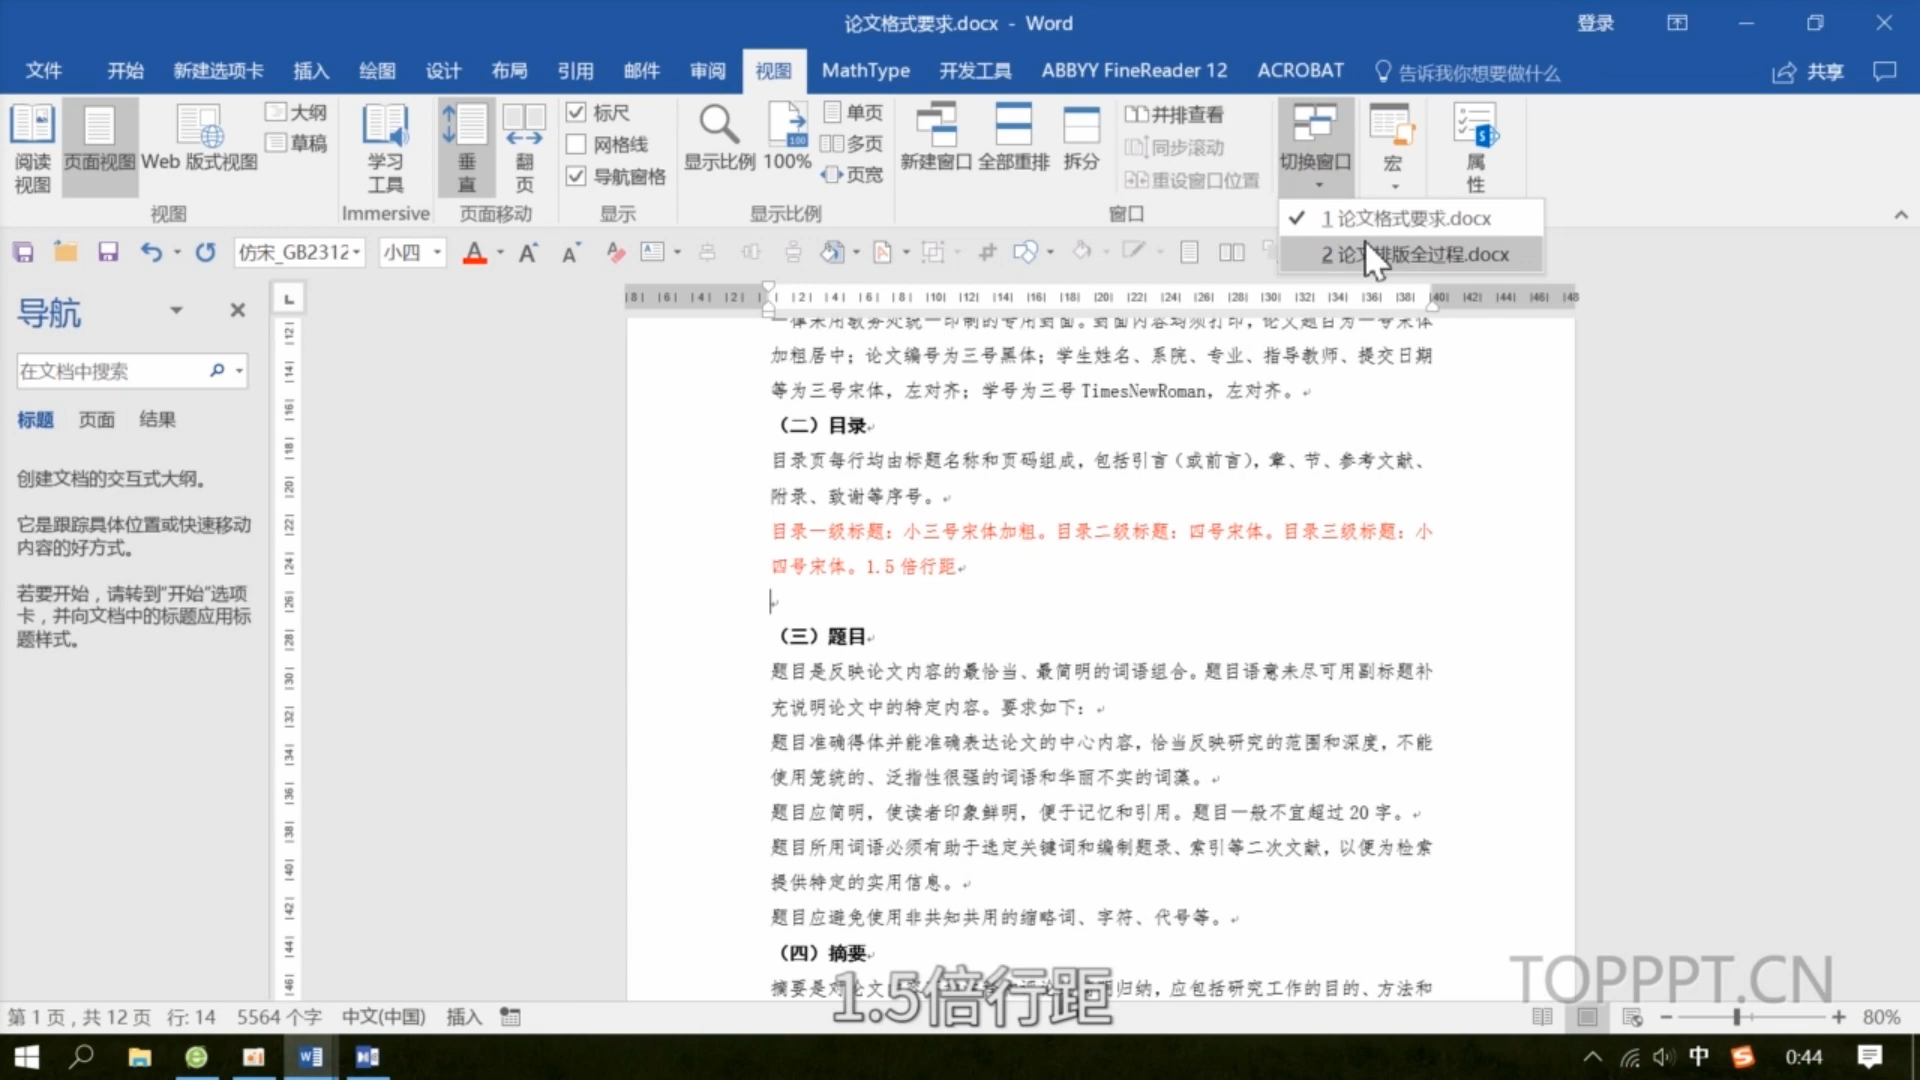 论文格式要求.docx - Word
登录
文件 开始 新建选项卡 插入 绘图 设计 布局 引用 邮件 审阅 视图 MathType 开发工具 ABBYY FineReader 12 ACROBAT 告诉我你想要做什么 共享
阅读视图
页面视图
Web 版式视图
大纲
草稿
视图
学习工具
Immersive
垂直
翻页
页面移动
标尺
网格线
导航窗格
显示
显示比例
100%
单页
多页
页宽
显示比例
新建窗口
全部重排
拆分
并排查看
同步滚动
重设窗口位置
窗口
切换窗口
宏
属性
1 论文格式要求.docx
2 论文排版全过程.docx
仿宋_GB2312 小四
导航
在文档中搜索
标题 页面 结果
创建文档的交互式大纲。
它是跟踪具体位置或快速移动
内容的好方式。
若要开始，请转到"开始"选项
卡，并向文档中的标题应用标
题样式。
加粗居中；论文编号为三号黑体；学生姓名、系院、专业、指导教师、提交日期
等为三号宋体，左对齐；学号为三号 TimesNewRoman，左对齐。
（二）目录
目录页每行均由标题名称和页码组成，包括引言（或前言），章、节、参考文献、
附录、致谢等序号。
目录一级标题：小三号宋体加粗。目录二级标题：四号宋体。目录三级标题：小
四号宋体。1.5 倍行距
（三）题目
题目是反映论文内容的最恰当、最简明的词语组合。题目语意未尽可用副标题补
充说明论文中的特定内容。要求如下：
题目准确得体并能准确表达论文的中心内容，恰当反映研究的范围和深度，不能
使用笼统的、泛指性很强的词语和华丽不实的词藻。
题目应简明，使读者印象鲜明，便于记忆和引用。题目一般不宜超过 20 字。
题目所用词语必须有助于选定关键词和编制题录、索引等二次文献，以便为检索
提供特定的实用信息。
题目应避免使用非共知共用的缩略词、字符、代号等。
（四）摘要
摘要是对论文 归纳，应包括研究工作的目的、方法和
1.5倍行距
TOPPPT.CN
第 1 页，共 12 页 行: 14 5564 个字 中文(中国) 插入
80%
中 0:44